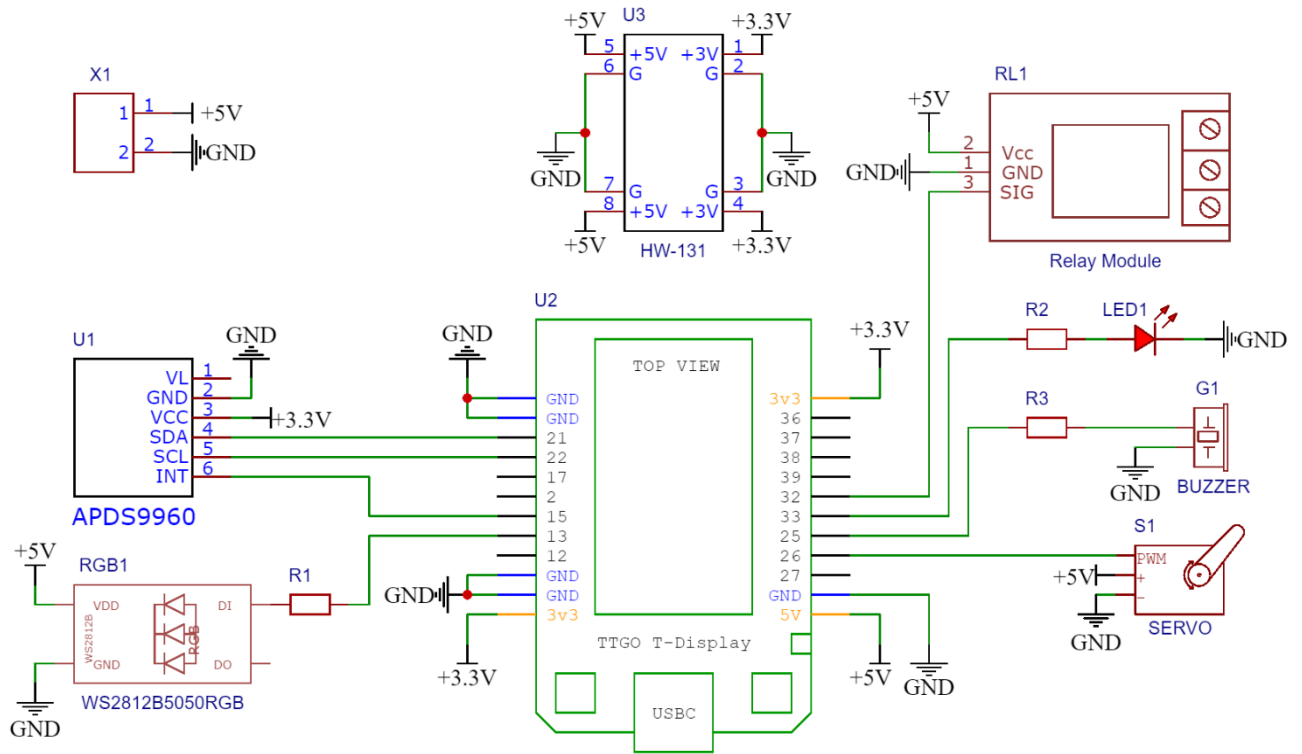 X1
1 1 +5V
2 2 GND
U3
+5V 5 +5V +3V 1 +3.3V
6 G G 2
GND GND
7 G G 3
+5V 8 +5V +3V 4 +3.3V
HW-131
RL1
+5V
2 Vcc
GND 1 GND
3 SIG
Relay Module
U1
GND
VL 1
GND 2
VCC 3 +3.3V
SDA 4
SCL 5
INT 6
APDS9960
U2
GND
TOP VIEW
+3.3V
GND 3v3
GND 36
21 37
22 38
17 39
2 32
15 33
13 25
12 26
GND 27
GND GND GND
3v3 5V
+3.3V
TTGO T-Display
+5V
GND
USBC
R2 LED1 GND
R3 G1
GND
BUZZER
S1
PWM
+5V +
-
GND
SERVO
+5V
RGB1
R1
VDD DI
WS2812B
RGB
GND DO
GND
WS2812B5050RGB